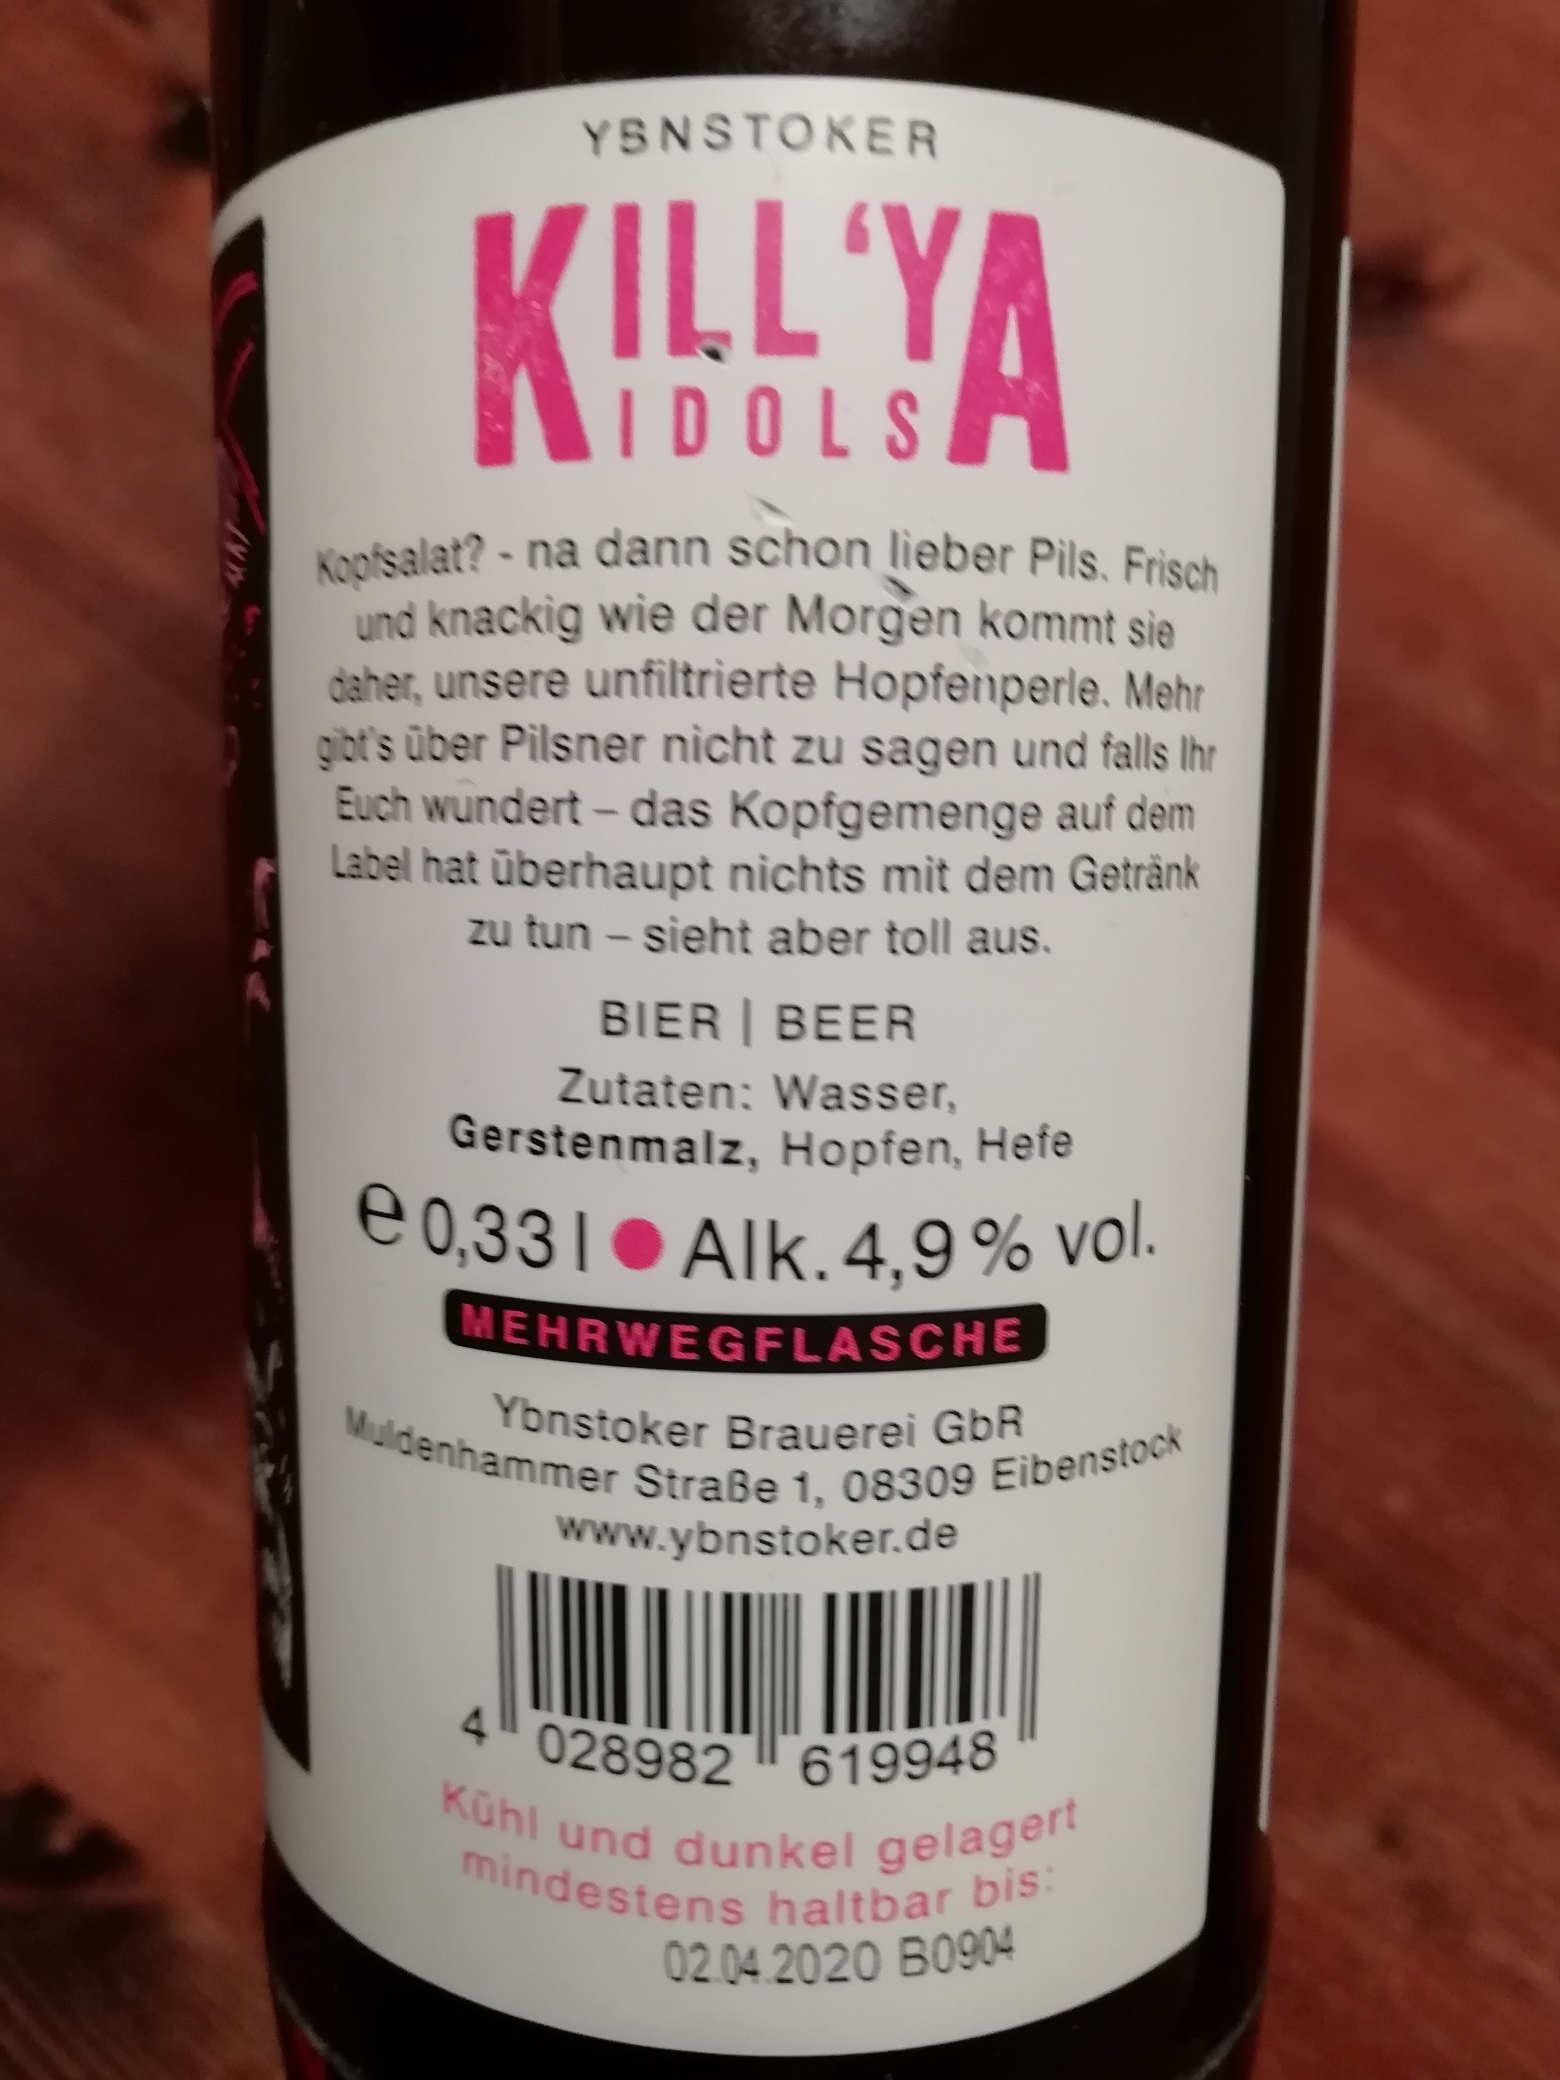 YBNSTOKER
KILL 'YA
IDOLS
Kopfsalat? - na dann schon lieber Pils. Frisch
und knackig wie der Morgen kommt sie
daher, unsere unfiltrierte Hopfenperle. Mehr
gibt's über Pilsner nicht zu sagen und falls Ihr
Euch wundert – das Kopfgemenge auf dem
Label hat überhaupt nichts mit dem Getränk
zu tun – sieht aber toll aus.
BIER | BEER
Zutaten: Wasser,
Gerstenmalz, Hopfen, Hefe
e 0,33 l ● Alk. 4,9 % vol.
MEHRWEGFLASCHE
Ybnstoker Brauerei GbR
Muldenhammer Straße 1, 08309 Eibenstock
www.ybnstoker.de
4 028982 619948
Kühl und dunkel gelagert
mindestens haltbar bis:
02.04.2020 B0904